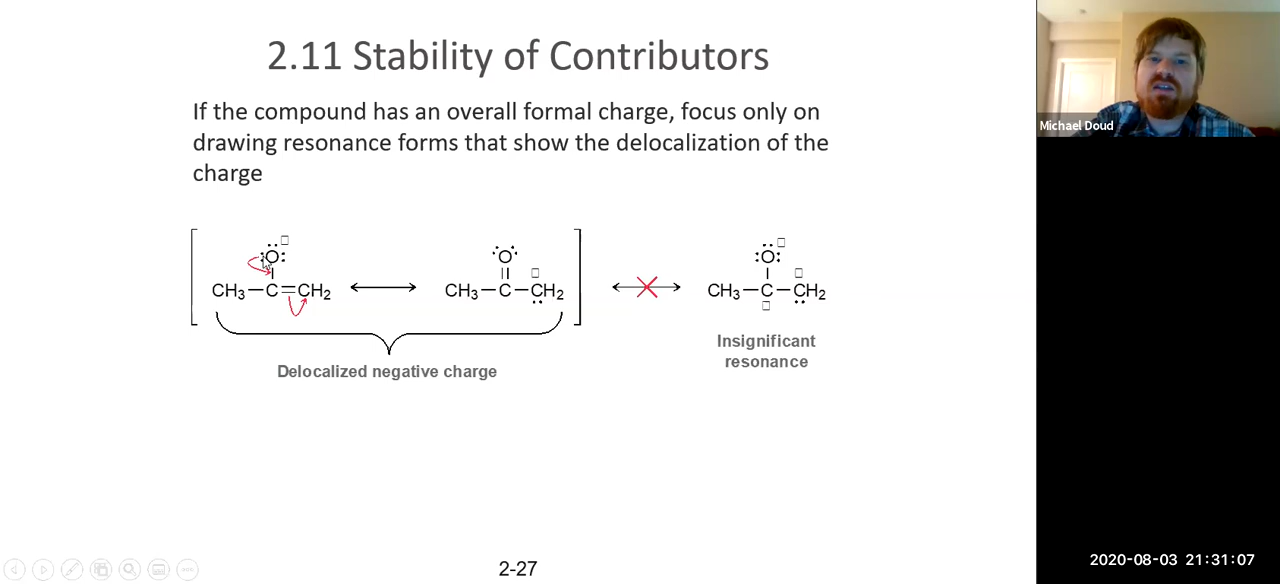 2.11 Stability of Contributors
If the compound has an overall formal charge, focus only on
drawing resonance forms that show the delocalization of the
charge
O O O
CH3—C=CH2 CH3—C—CH2 CH3—C—CH2
Delocalized negative charge
Insignificant
resonance
2-27
Michael Doud
2020-08-03 21:31:07